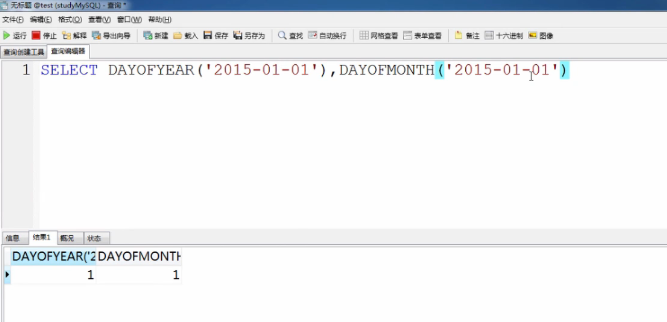 无标题 @test (studyMySQL) - 查询 *
文件(F) 编辑(E) 格式(O) 查看(V) 窗口(W) 帮助(H)
运行 停止 解释 导出向导 新建 载入 保存 另存为 查找 自动换行 网格查看 表单查看 备注 十六进制 图像
查询创建工具 查询编辑器
1 SELECT DAYOFYEAR('2015-01-01'),DAYOFMONTH('2015-01-01')
信息 结果1 概况 状态
DAYOFYEAR('2 DAYOFMONTH
1 1